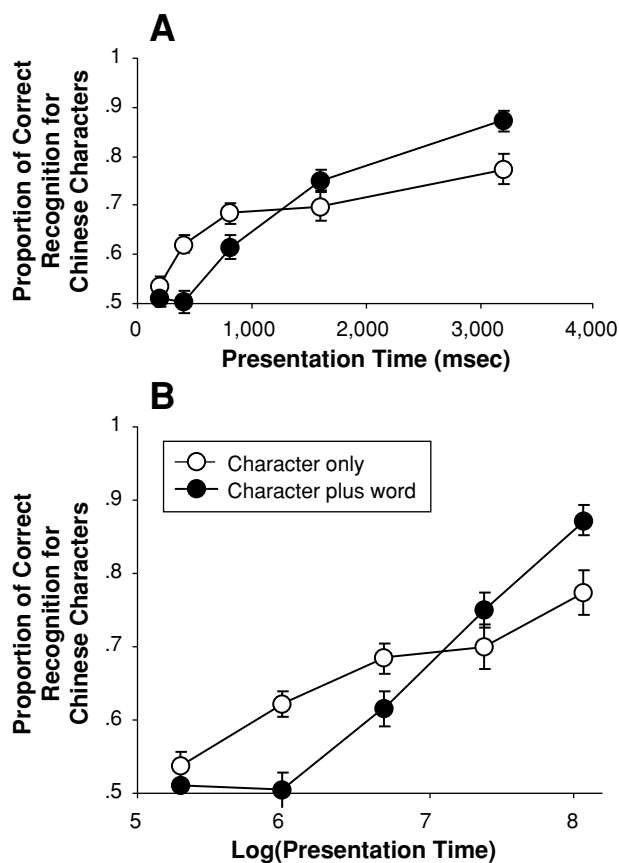 A
Proportion of Correct
Recognition for
Chinese Characters
1
.9
.8
.7
.6
.5
0 1,000 2,000 3,000 4,000
Presentation Time (msec)
B
Proportion of Correct
Recognition for
Chinese Characters
1
.9
.8
.7
.6
.5
Character only
Character plus word
5 6 7 8
Log(Presentation Time)